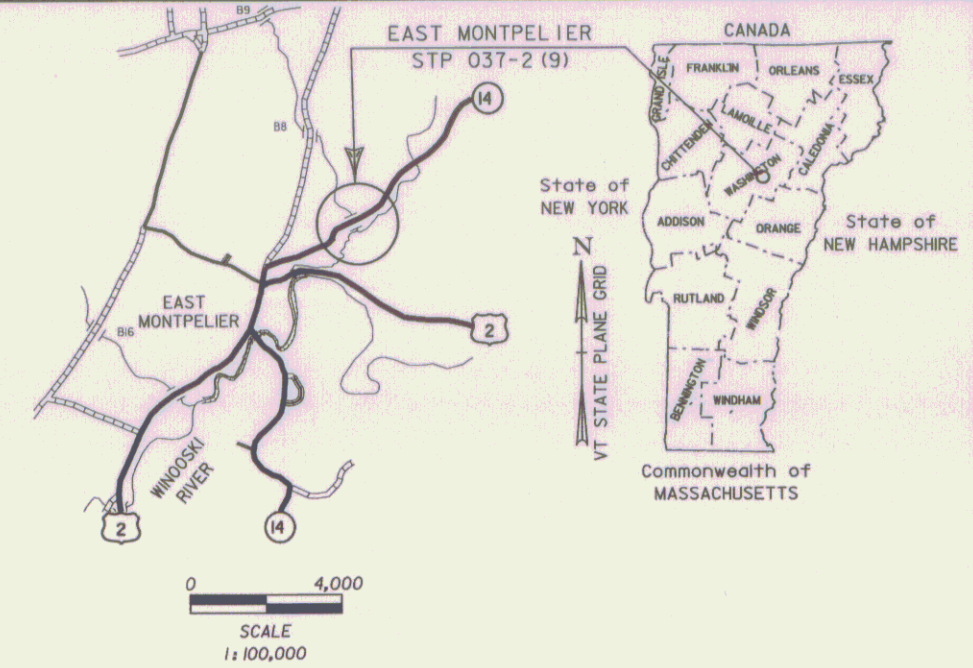 B9
EAST MONTPELIER
STP 037-2 (9)
14
B8
EAST
MONTPELIER
B16
2
WINOOSKI
RIVER
2
14
0 4,000
SCALE
1:100,000
CANADA
GRAND ISLE
FRANKLIN
ORLEANS
ESSEX
LAMOILLE
CHITTENDEN
CALEDONIA
WASHINGTON
State of
NEW YORK
ADDISON
ORANGE
State of
NEW HAMPSHIRE
N
VT STATE PLANE GRID
RUTLAND
WINDSOR
BENNINGTON
WINDHAM
Commonwealth of
MASSACHUSETTS